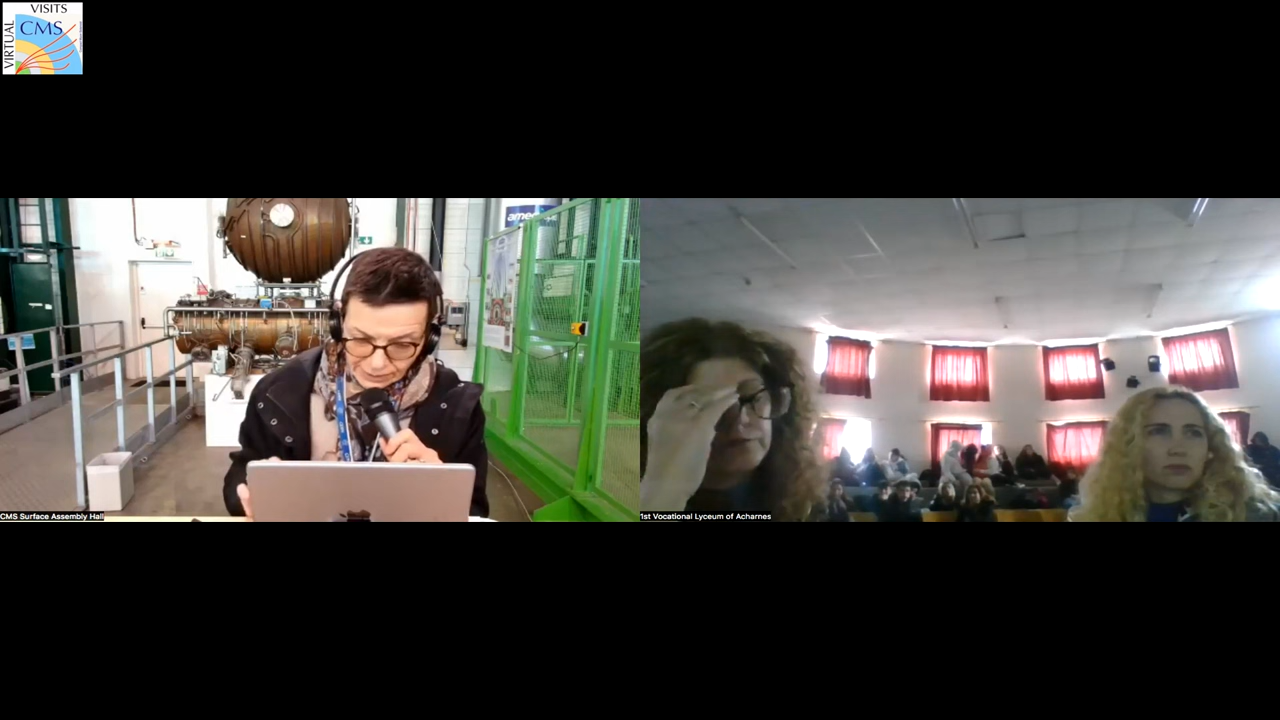 VISITS
CMS
VIRTUAL
CMS Surface Assembly Hall
1st Vocational Lyceum of Acharnes